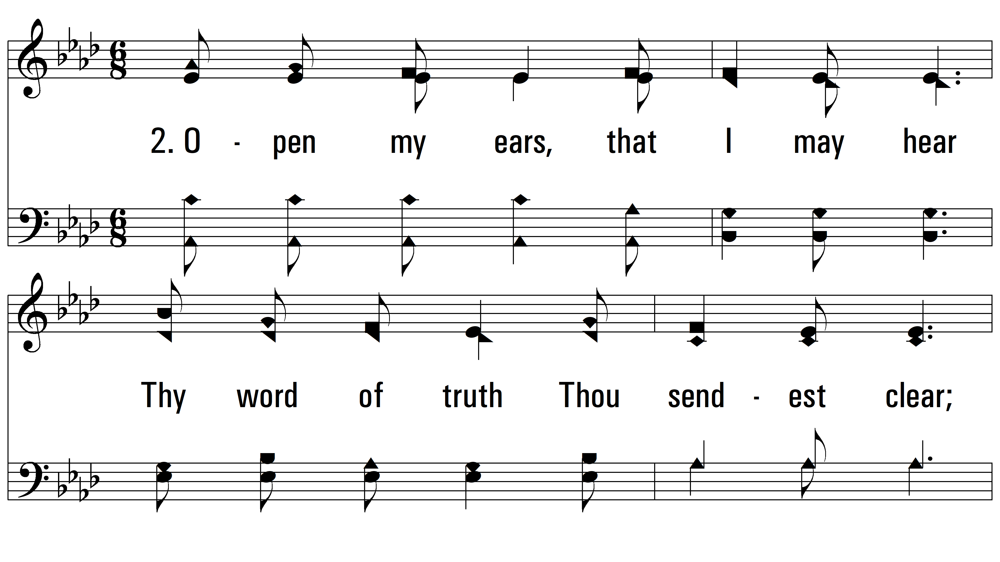 2. O - pen my ears, that I may hear
Thy word of truth Thou send - est clear;